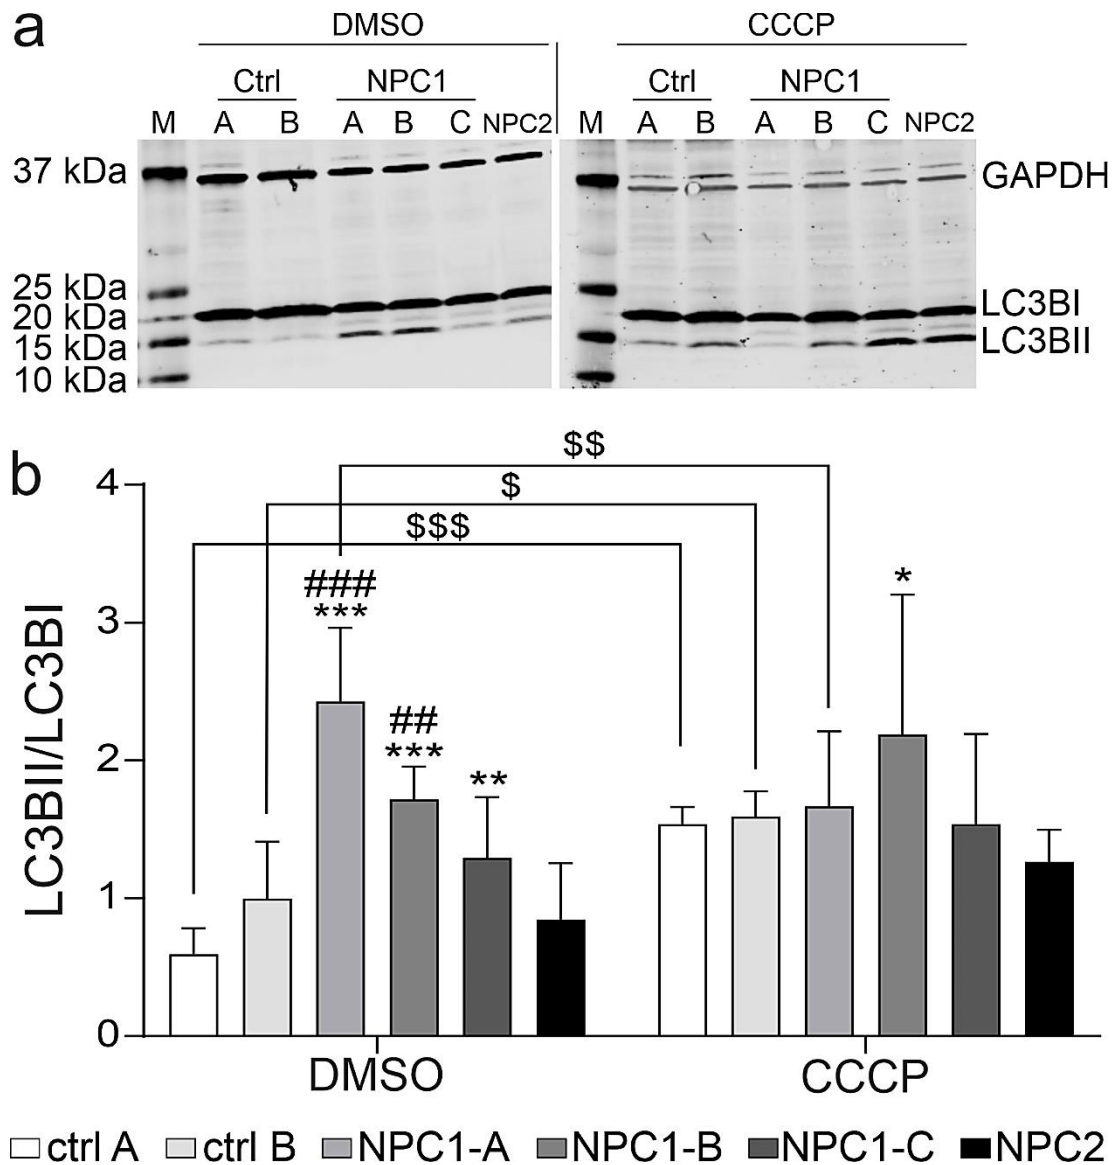 a
DMSO CCCP
Ctrl NPC1 Ctrl NPC1
M A B A B C NPC2 M A B A B C NPC2
37 kDa GAPDH
25 kDa
20 kDa LC3BI
15 kDa LC3BII
10 kDa
b
$$
$
$$$
4
###
*** *
3
##
***
**
2
1
0
LC3BII/LC3BI
DMSO CCCP
ctrl A ctrl B NPC1-A NPC1-B NPC1-C NPC2